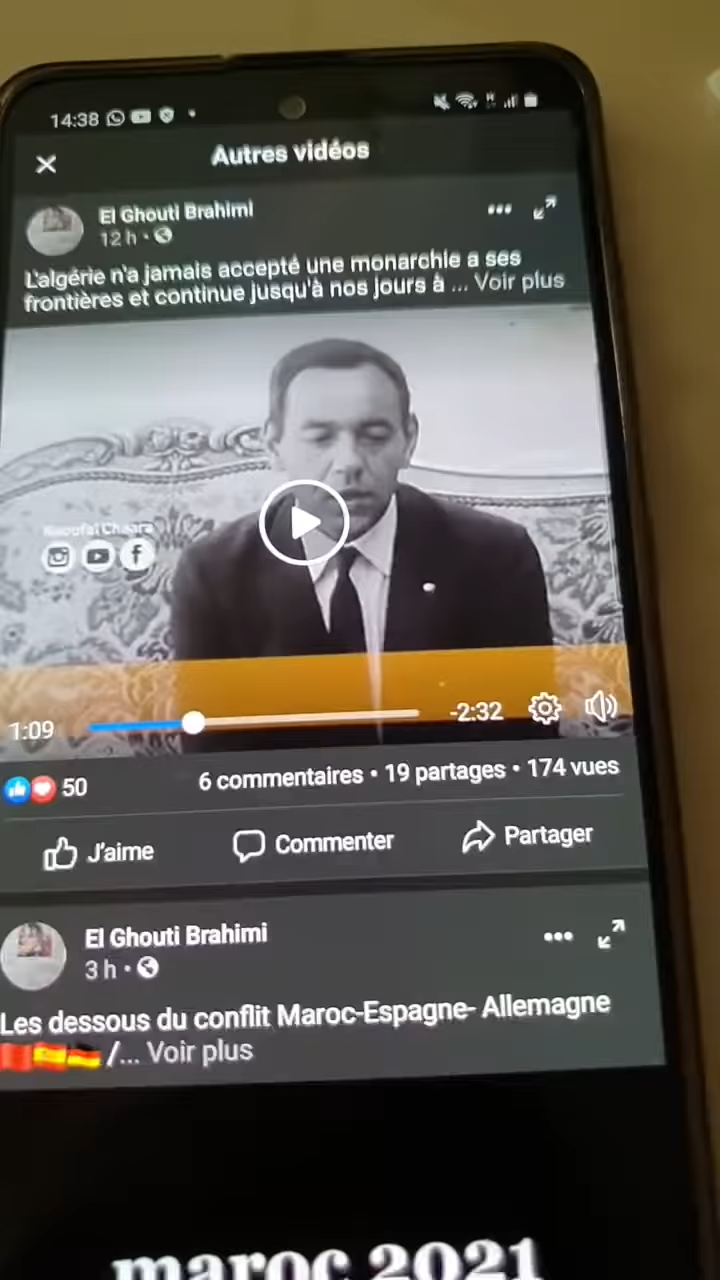 14:38
Autres vidéos
El Ghouti Brahimi
12 h
L'algérie n'a jamais accepté une monarchie a ses
frontières et continue jusqu'à nos jours à ... Voir plus
Naoufal Chaara
1:09
-2:32
50
6 commentaires • 19 partages • 174 vues
J'aime
Commenter
Partager
El Ghouti Brahimi
3 h
Les dessous du conflit Maroc-Espagne- Allemagne
/... Voir plus
maroc 2021